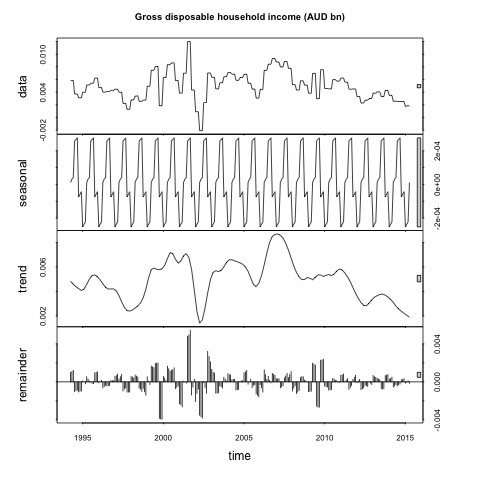 Gross disposable household income (AUD bn)
data
-0.002 0.004 0.010
seasonal
-2e-04 0e+00 2e-04
trend
0.002 0.006
remainder
-0.004 0.000 0.004
1995 2000 2005 2010 2015
time